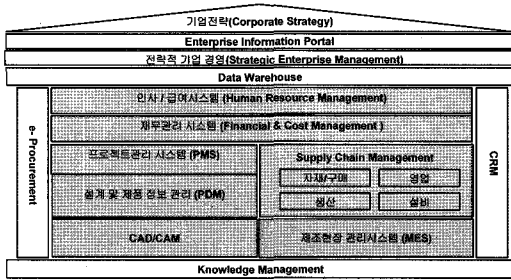 기업전략(Corporate Strategy)
Enterprise Information Portal
전략적 기업 경영(Strategic Enterprise Management)
Data Warehouse
e- Procurement
인사 / 급여시스템 (Human Resource Management)
재무관리 시스템 (Financial & Cost Management )
프로젝트관리 시스템 (PMS)
설계 및 제품 정보 관리 (PDM)
CAD/CAM
Supply Chain Management
자재/구매
영업
생산
설비
제조현장 관리시스템 (MES)
CRM
Knowledge Management